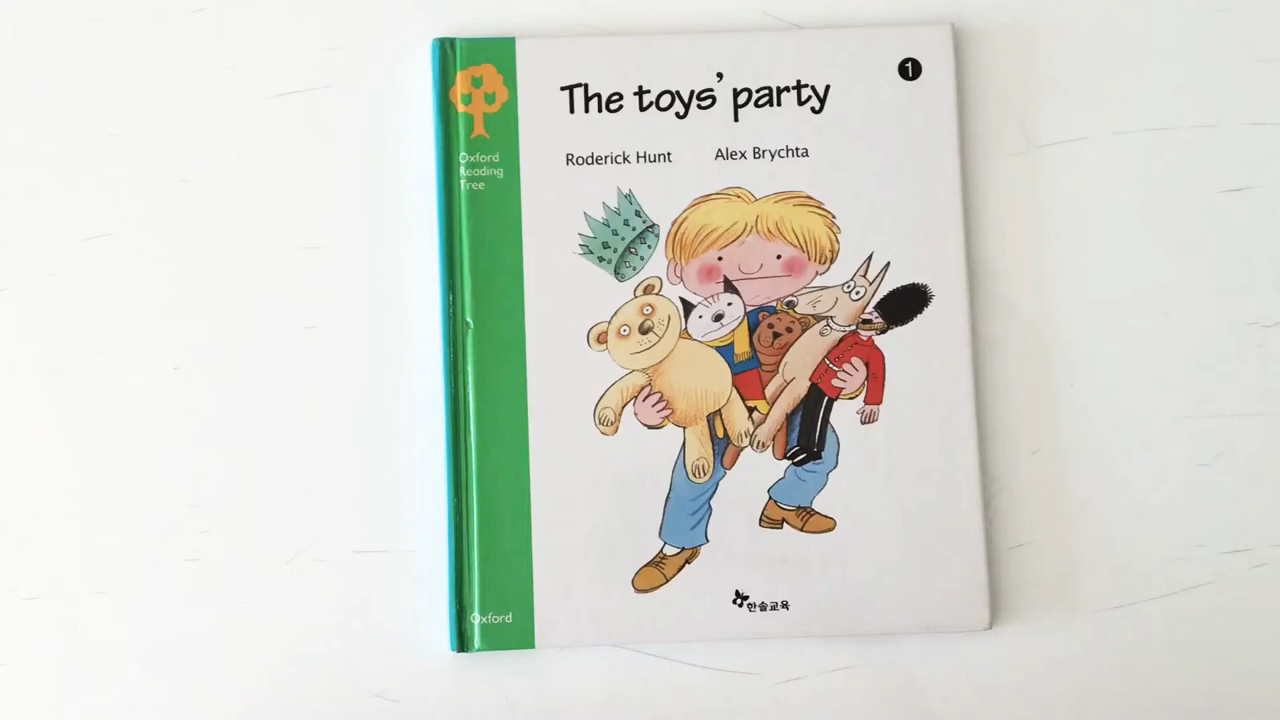 The toys' party
1
Roderick Hunt
Alex Brychta
Oxford
Reading
Tree
한솔교육
Oxford